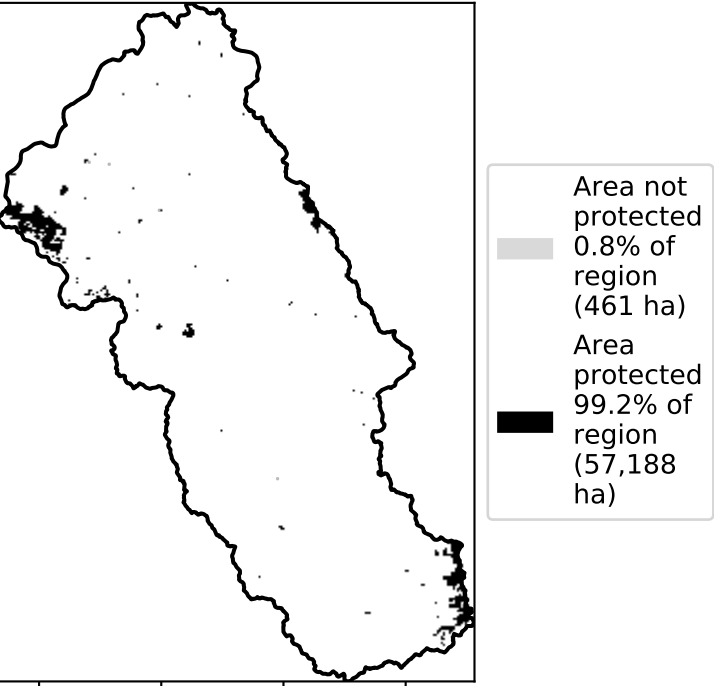 Area not
protected
0.8% of
region
(461 ha)
Area
protected
99.2% of
region
(57,188
ha)